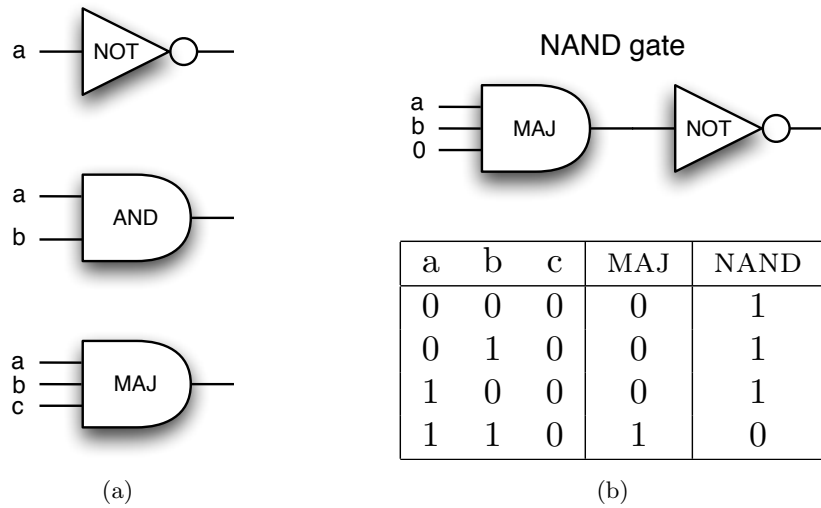 a NOT
a
b
AND
a
b
c
MAJ
(a)
NAND gate
a
b
0
MAJ NOT
a b c MAJ NAND
0 0 0 0 1
0 1 0 0 1
1 0 0 0 1
1 1 0 1 0
(b)